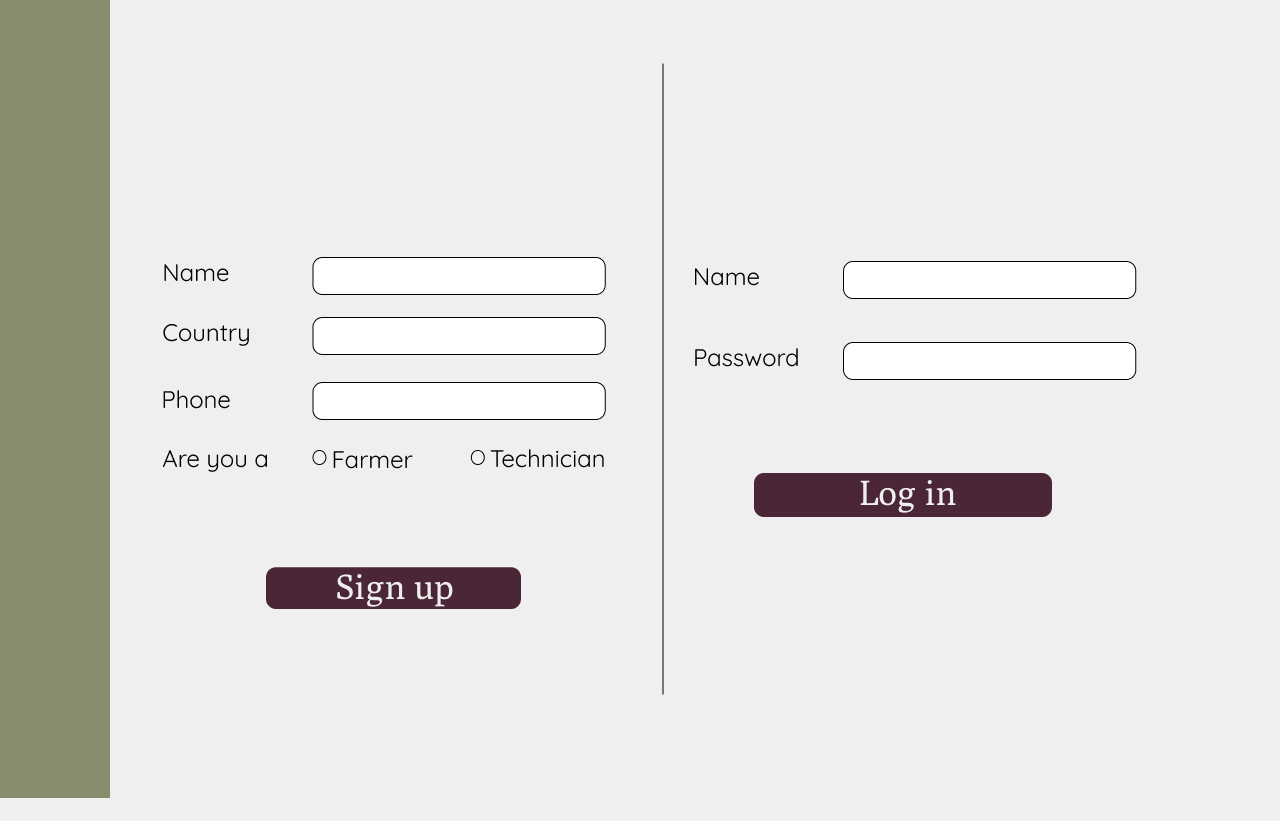 Name
Country
Phone
Are you a Farmer Technician
Sign up
Name
Password
Log in